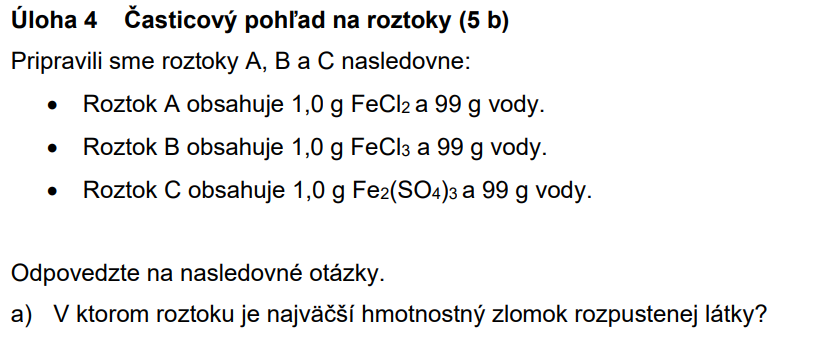 Úloha 4 Časticový pohľad na roztoky (5 b)
Pripravili sme roztoky A, B a C nasledovne:
• Roztok A obsahuje 1,0 g FeCl2 a 99 g vody.
• Roztok B obsahuje 1,0 g FeCl3 a 99 g vody.
• Roztok C obsahuje 1,0 g Fe2(SO4)3 a 99 g vody.
Odpovedzte na nasledovné otázky.
a) V ktorom roztoku je najväčší hmotnostný zlomok rozpustenej látky?